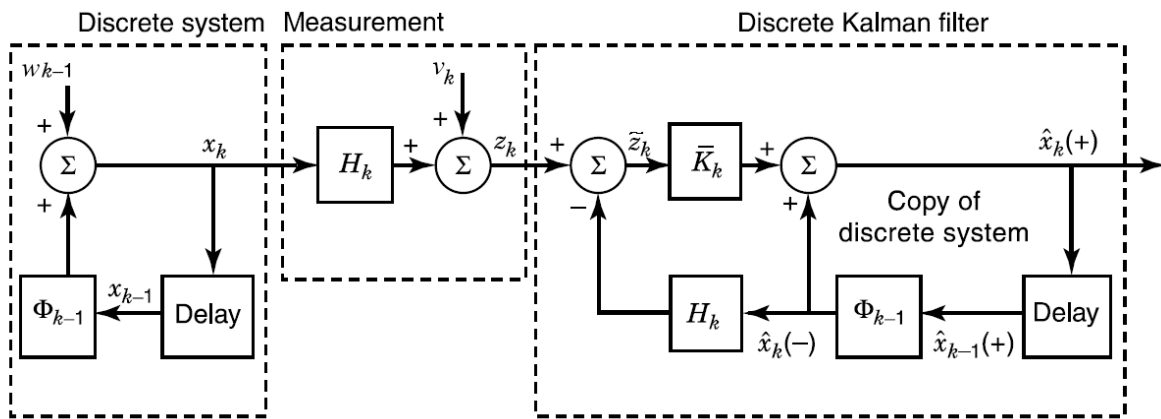 Discrete system
Measurement
Discrete Kalman filter
wk–1
+
Σ
+
xk
Φk–1
xk–1
Delay
Hk
+
vk
+
Σ
zk
+
Σ
–
z̃k
K̅k
+
Σ
+
x̂k(+)
Copy of
discrete system
Hk
x̂k(–)
Φk–1
x̂k–1(+)
Delay